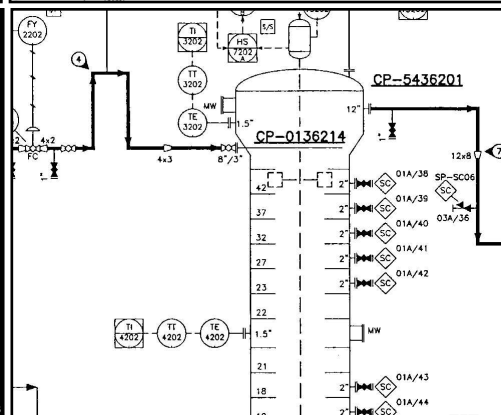 FY
2202
TI
3202
HS
7202
A
S/S
4
TT
3202
CP-5436201
MW
TE
3202
1.5"
12"
CP-0136214
1"
4x2
FC
1"
4x3
8"/3"
12x8
7
SP-SC06
SC
03A/36
42
2"
SC
01A/38
37
2"
SC
01A/39
32
2"
SC
01A/40
27
2"
SC
01A/41
23
2"
SC
01A/42
22
TI
4202
TT
4202
TE
4202
1.5"
MW
21
18
2"
SC
01A/43
2"
SC
01A/44